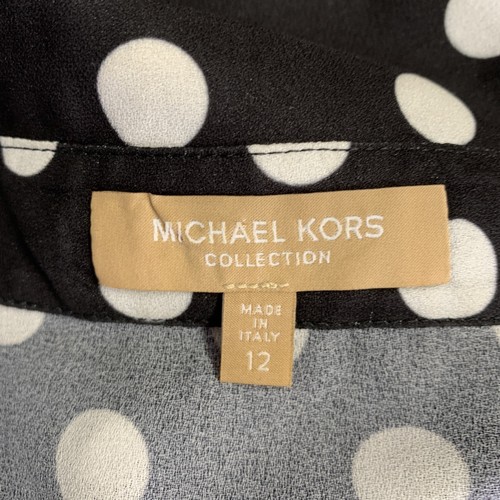 MICHAEL KORS
COLLECTION
MADE
IN
ITALY
12